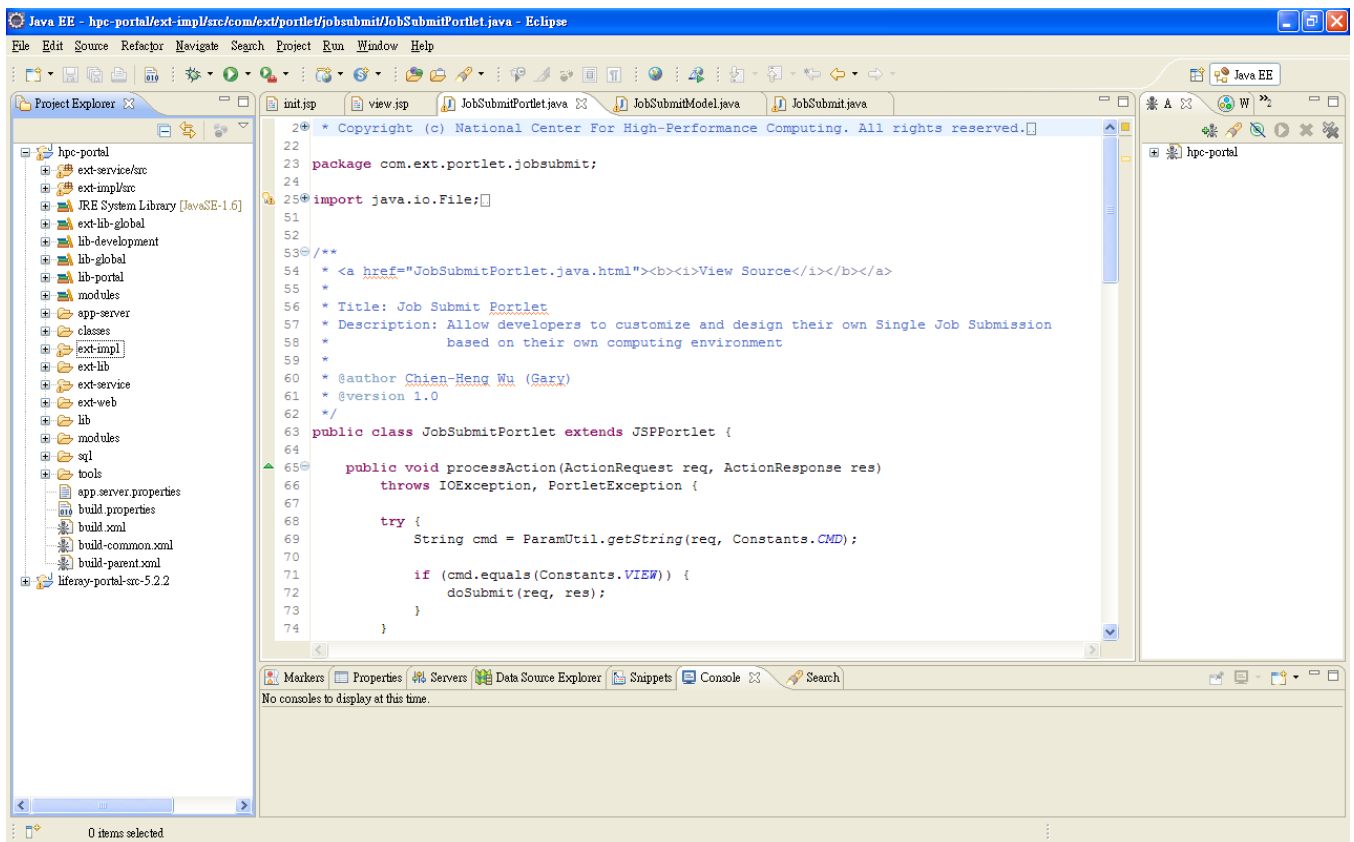 Java EE - hpc-portal/ext-impl/src/com/ext/portlet/jobsubmit/JobSubmitPortlet.java - Eclipse
File Edit Source Refactor Navigate Search Project Run Window Help
Java EE
Project Explorer
init.jsp view.jsp JobSubmitPortlet.java JobSubmitModel.java JobSubmit.java
A W »2
hpc-portal
ext-service/src
ext-impl/src
JRE System Library [JavaSE-1.6]
ext-lib-global
lib-development
lib-global
lib-portal
modules
app-server
classes
ext-impl
ext-lib
ext-service
ext-web
lib
modules
sql
tools
app.server.properties
build.properties
build.xml
build-common.xml
build-parent.xml
liferay-portal-src-5.2.2
2 * Copyright (c) National Center For High-Performance Computing. All rights reserved.
22
23 package com.ext.portlet.jobsubmit;
24
25 import java.io.File;
51
52
53 /**
54 * <a href="JobSubmitPortlet.java.html"><b><i>View Source</i></b></a>
55 *
56 * Title: Job Submit Portlet
57 * Description: Allow developers to customize and design their own Single Job Submission
58 * based on their own computing environment
59 *
60 * @author Chien-Heng Wu (Gary)
61 * @version 1.0
62 */
63 public class JobSubmitPortlet extends JSPPortlet {
64
65 public void processAction(ActionRequest req, ActionResponse res)
66 throws IOException, PortletException {
67
68 try {
69 String cmd = ParamUtil.getString(req, Constants.CMD);
70
71 if (cmd.equals(Constants.VIEW)) {
72 doSubmit(req, res);
73 }
74 }
hpc-portal
Markers Properties Servers Data Source Explorer Snippets Console Search
No consoles to display at this time.
0 items selected